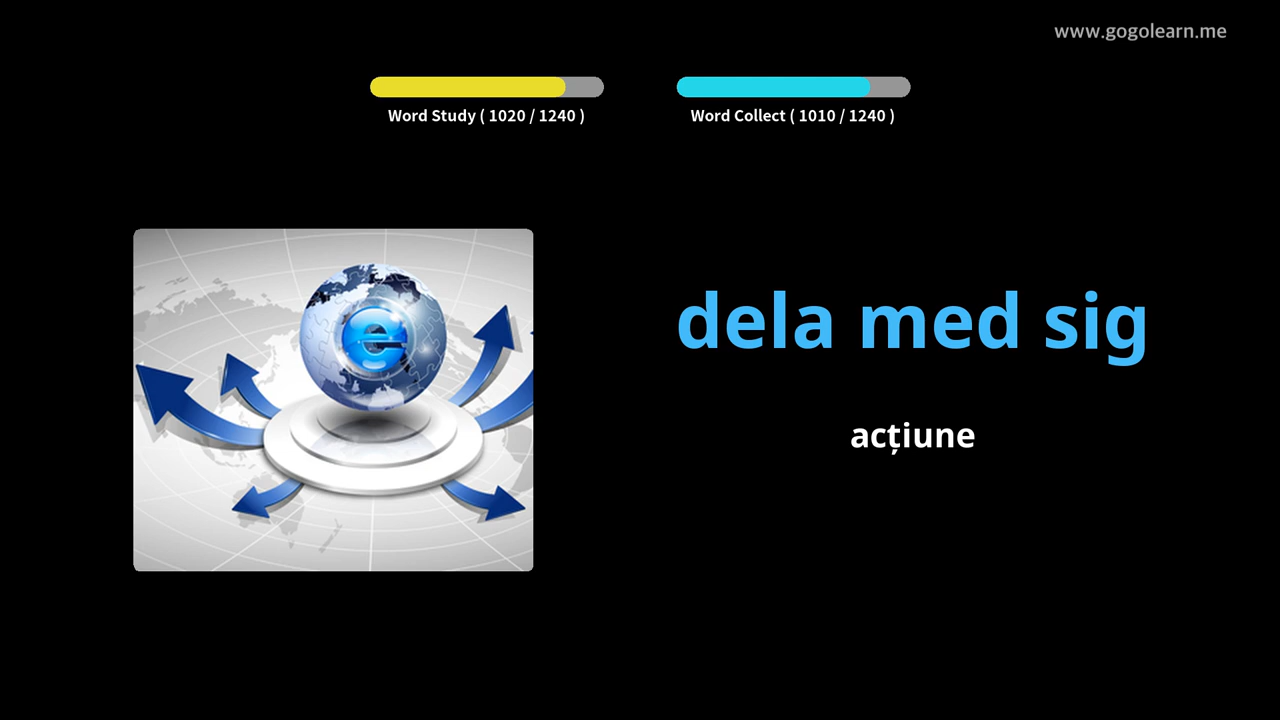 www.gogolearn.me
Word Study ( 1020 / 1240 )
Word Collect ( 1010 / 1240 )
e
dela med sig
acțiune